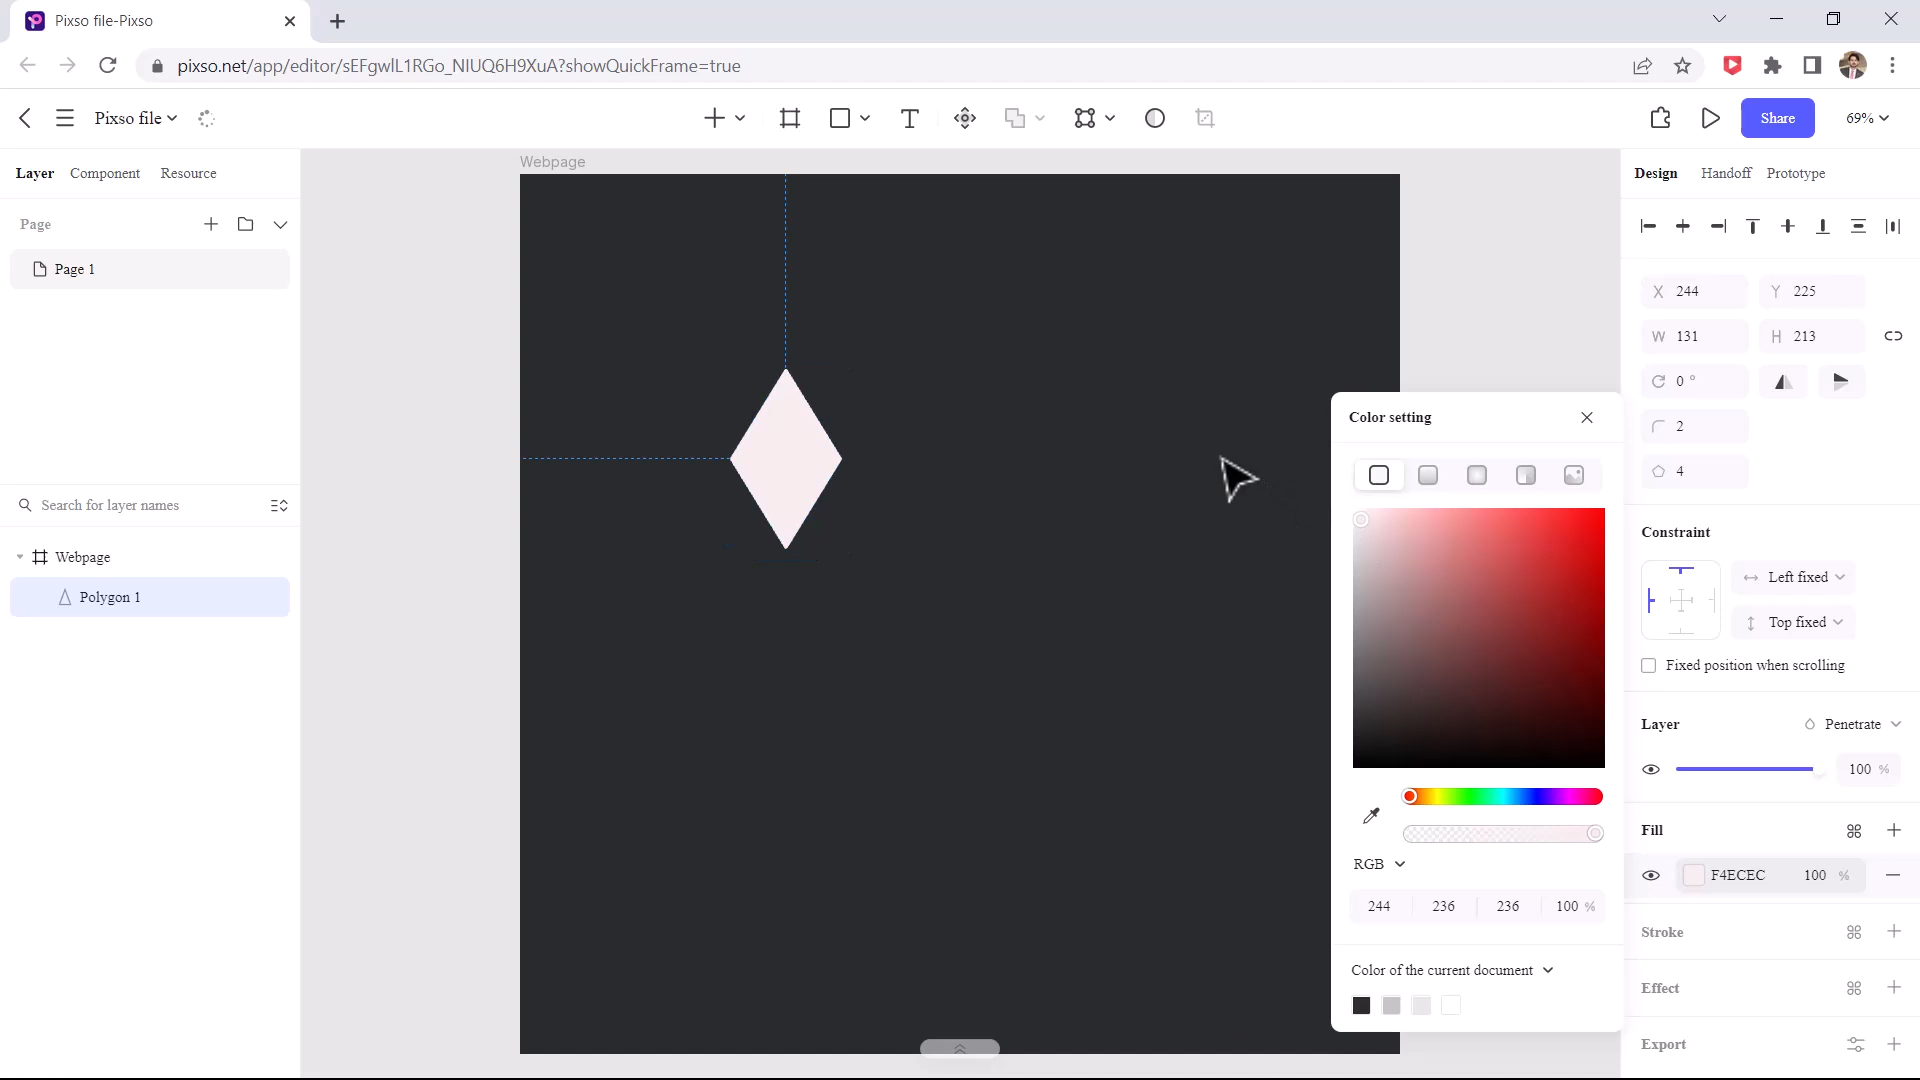 Pixso file-Pixso
pixso.net/app/editor/sEFgwlL1RGo_NIUQ6H9XuA?showQuickFrame=true
Pixso file
Share
69%
Layer Component Resource
Page
Page 1
Search for layer names
Webpage
Polygon 1
Webpage
Color setting
RGB
244 236 236 100 %
Color of the current document
Design Handoff Prototype
X 244 Y 225
W 131 H 213
0 °
2
4
Constraint
Left fixed
Top fixed
Fixed position when scrolling
Layer Penetrate
100 %
Fill
F4ECEC 100 %
Stroke
Effect
Export